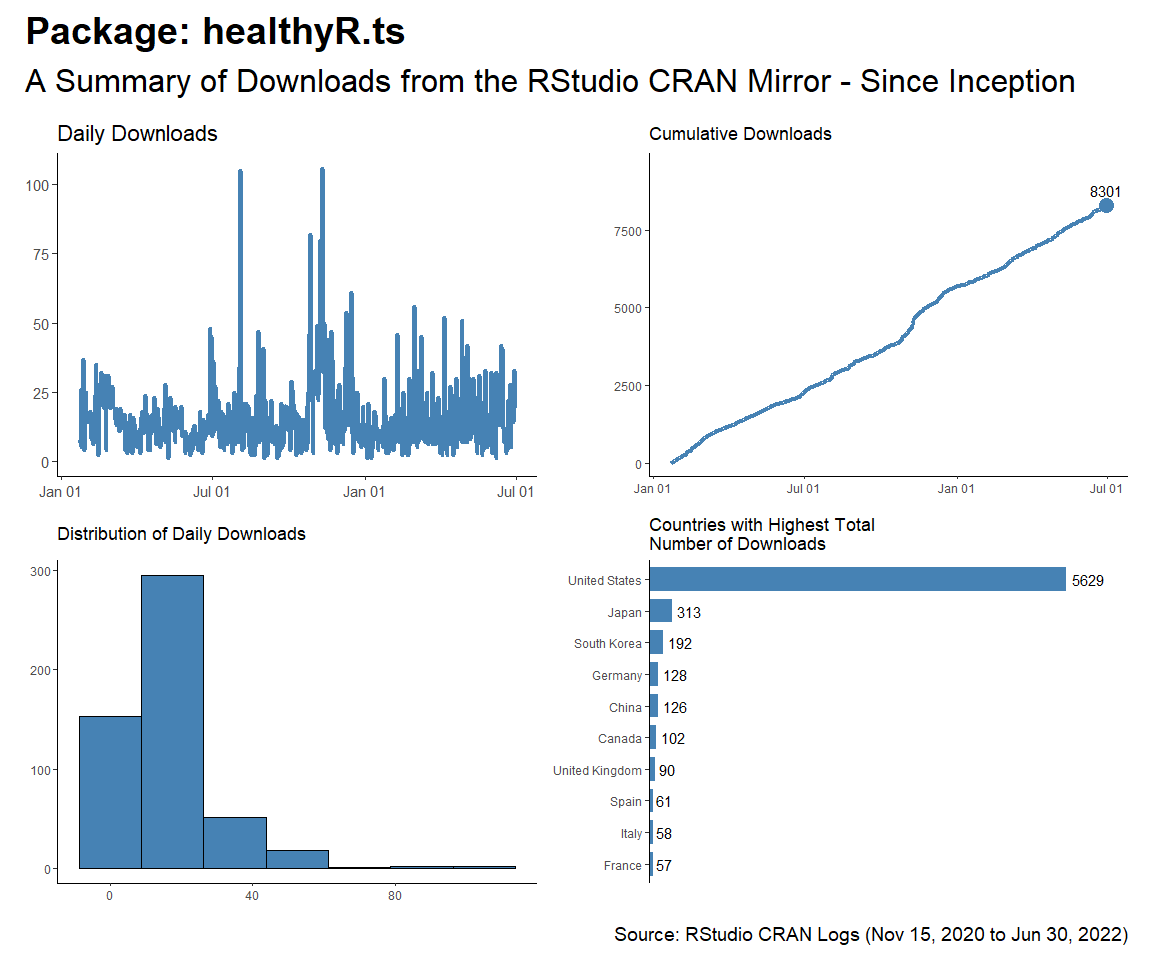 Package: healthyR.ts
A Summary of Downloads from the RStudio CRAN Mirror - Since Inception
Daily Downloads
100
75
50
25
0
Jan 01
Jul 01
Jan 01
Jul 01
Cumulative Downloads
8301
7500
5000
2500
0
Jan 01
Jul 01
Jan 01
Jul 01
Distribution of Daily Downloads
300
200
100
0
0
40
80
Countries with Highest Total
Number of Downloads
United States 5629
Japan 313
South Korea 192
Germany 128
China 126
Canada 102
United Kingdom 90
Spain 61
Italy 58
France 57
Source: RStudio CRAN Logs (Nov 15, 2020 to Jun 30, 2022)